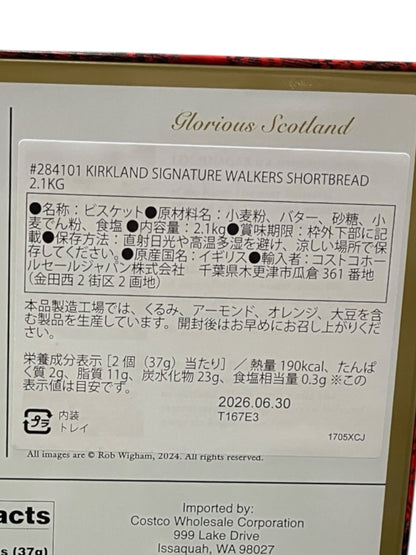 Glorious Scotland
#284101 KIRKLAND SIGNATURE WALKERS SHORTBREAD
2.1KG
●名称：ビスケット●原材料名：小麦粉、バター、砂糖、小
麦でん粉、食塩 ●内容量：2.1kg●賞味期限：枠外下部に記
載●保存方法：直射日光や高温多湿を避け、涼しい場所で保
存してください。●原産国名：イギリス●輸入者：コストコホ
ールセールジャパン株式会社　千葉県木更津市瓜倉 361 番地
（金田西 2 街区 2 画地）
本品製造工場では、くるみ、アーモンド、オレンジ、大豆を含
む製品を生産しています。開封後はお早めにお召し上がりくだ
さい。
栄養成分表示［2 個（37g）当たり］／ 熱量 190kcal、たんぱ
く質 2g、脂質 11g、炭水化物 23g、食塩相当量 0.3g ※この
表示値は目安です。
2026.06.30
T167E3
プラ
内装
トレイ
1705XCJ
All images are © Rob Wigham, 2024. All rights reserved.
acts
s (37g)
Imported by:
Costco Wholesale Corporation
999 Lake Drive
Issaquah, WA 98027